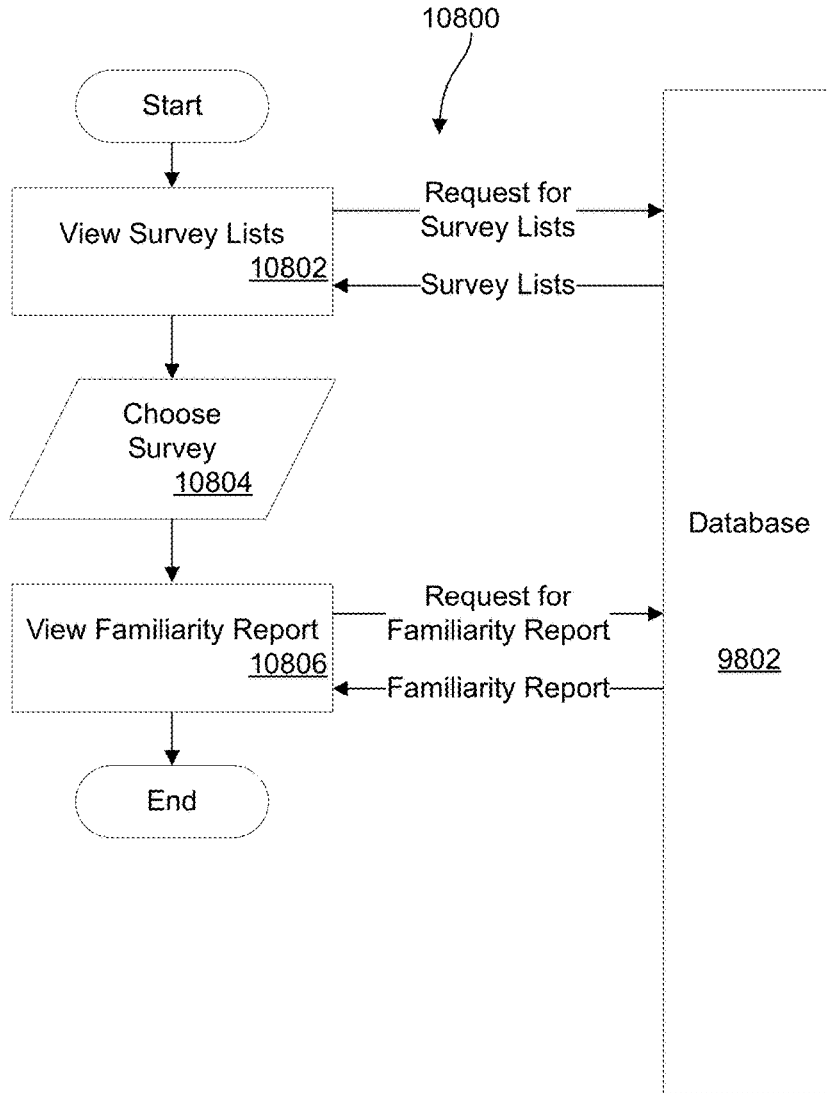 10800
Start
Request for
Survey Lists
View Survey Lists
10802
Survey Lists
Choose
Survey
10804
Database
9802
Request for
Familiarity Report
View Familiarity Report
10806
Familiarity Report
End